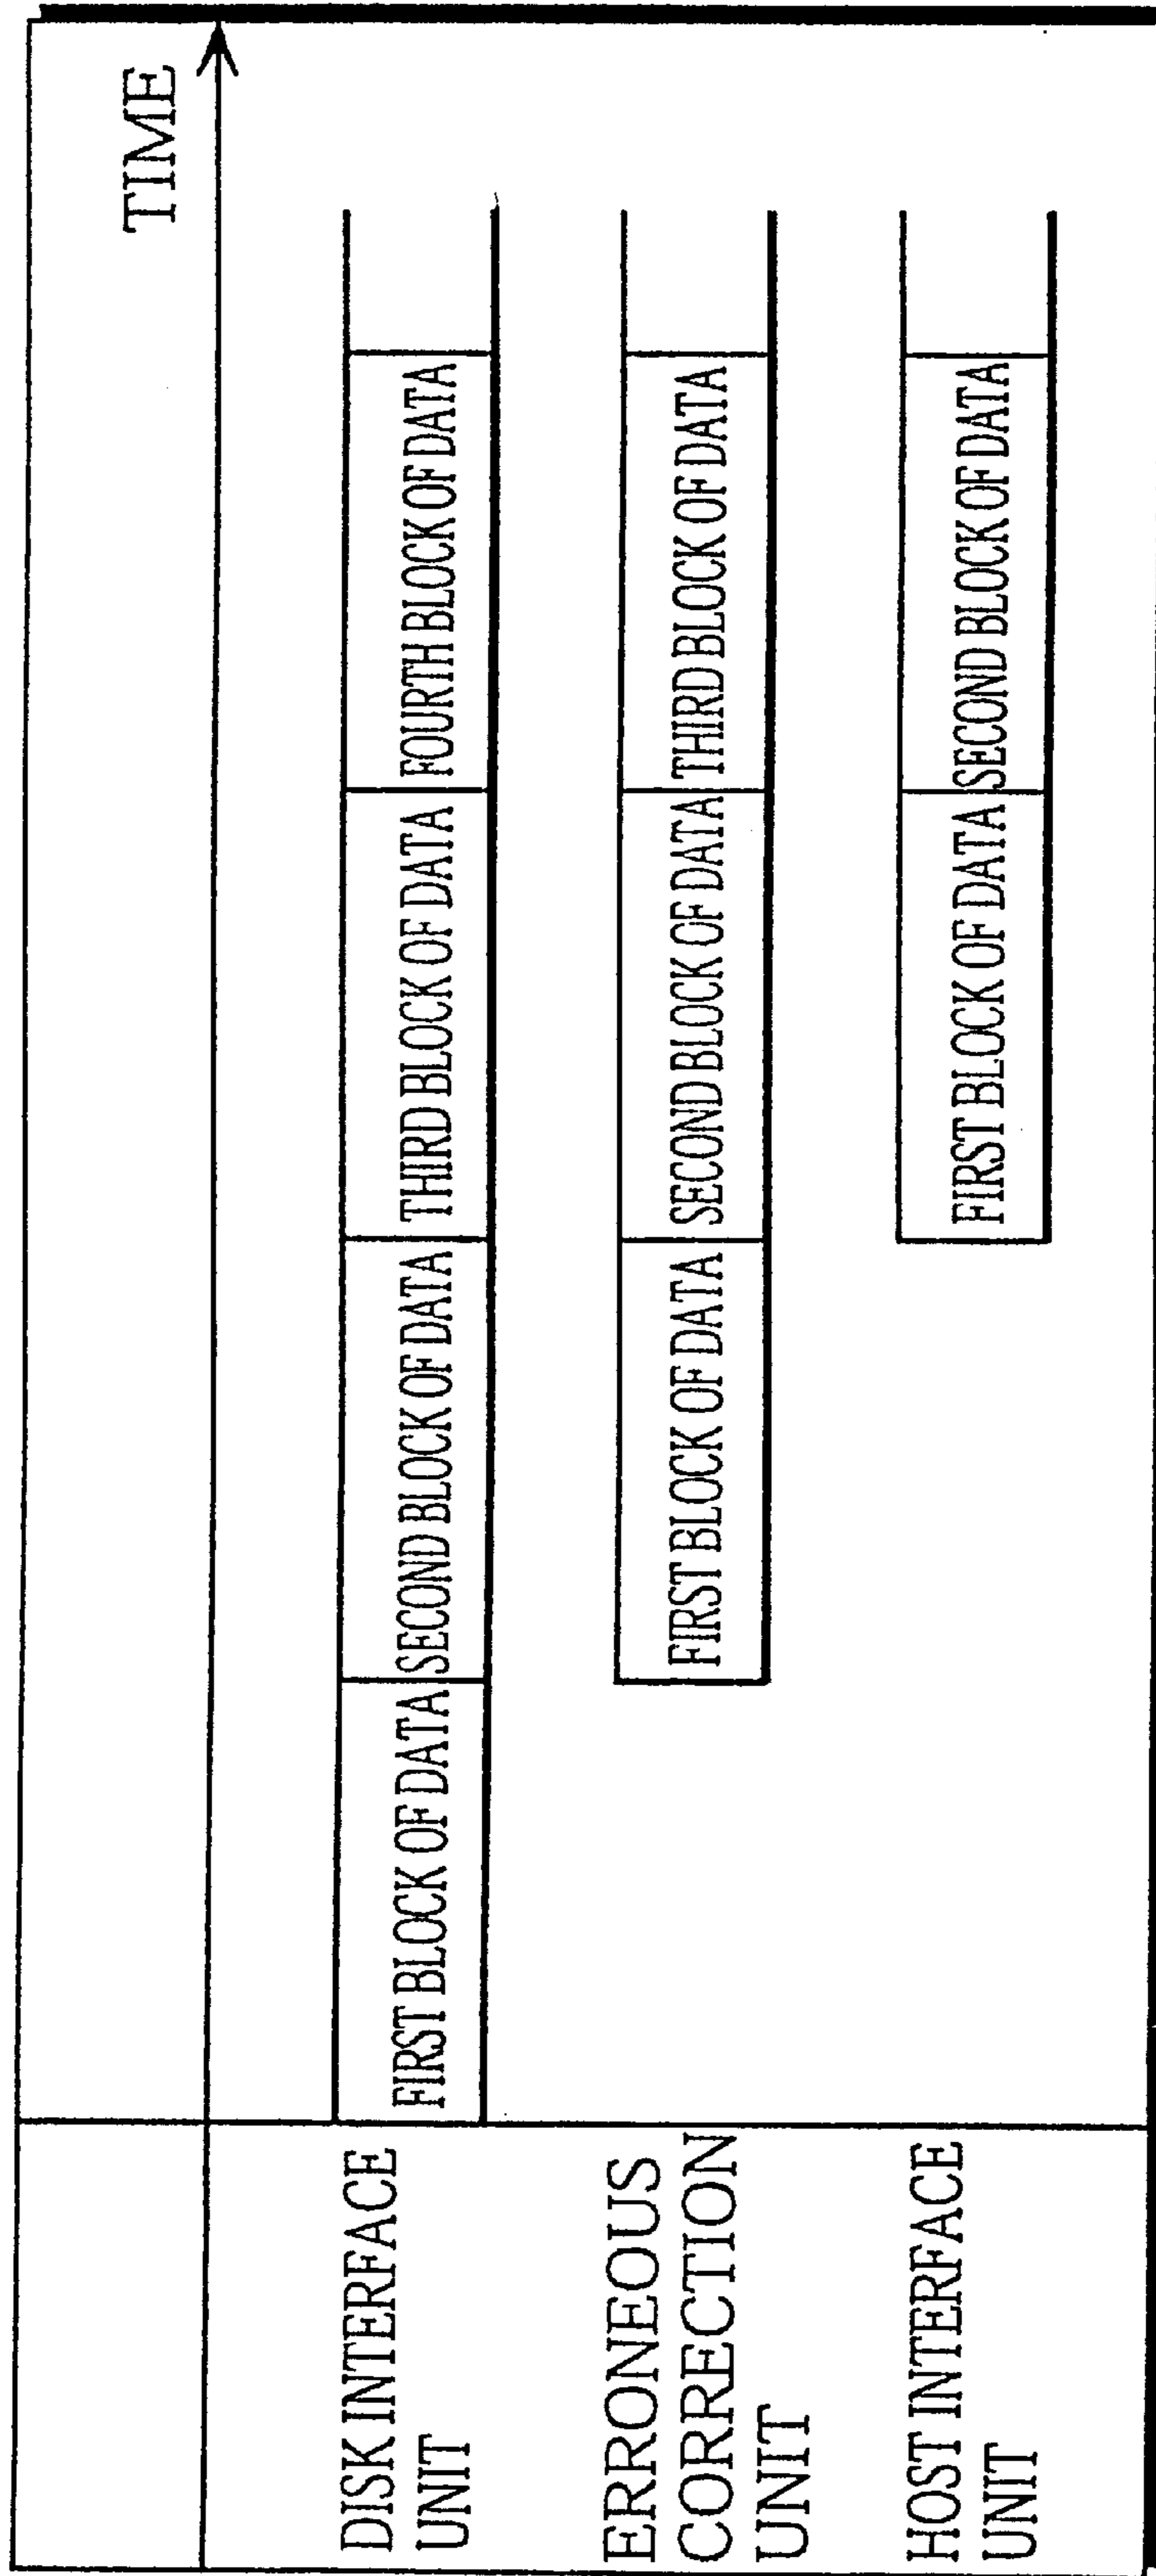 TIME
DISK INTERFACE
UNIT
FIRST BLOCK OF DATA
SECOND BLOCK OF DATA
THIRD BLOCK OF DATA
FOURTH BLOCK OF DATA
ERRONEOUS
CORRECTION
UNIT
FIRST BLOCK OF DATA
SECOND BLOCK OF DATA
THIRD BLOCK OF DATA
HOST INTERFACE
UNIT
FIRST BLOCK OF DATA
SECOND BLOCK OF DATA